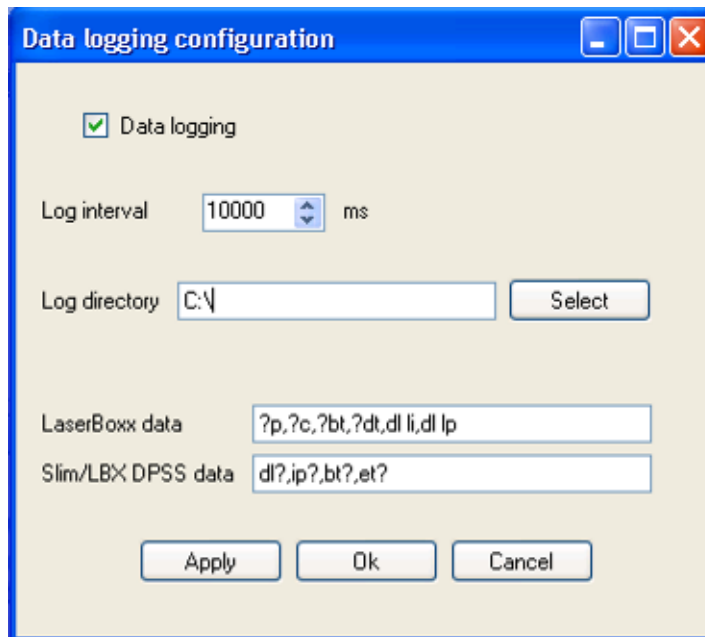 Data logging configuration
Data logging
Log interval 10000 ms
Log directory C:\ Select
LaserBoxx data ?p,?c,?bt,?dt,dl li,dl lp
Slim/LBX DPSS data dl?,ip?,bt?,et?
Apply Ok Cancel